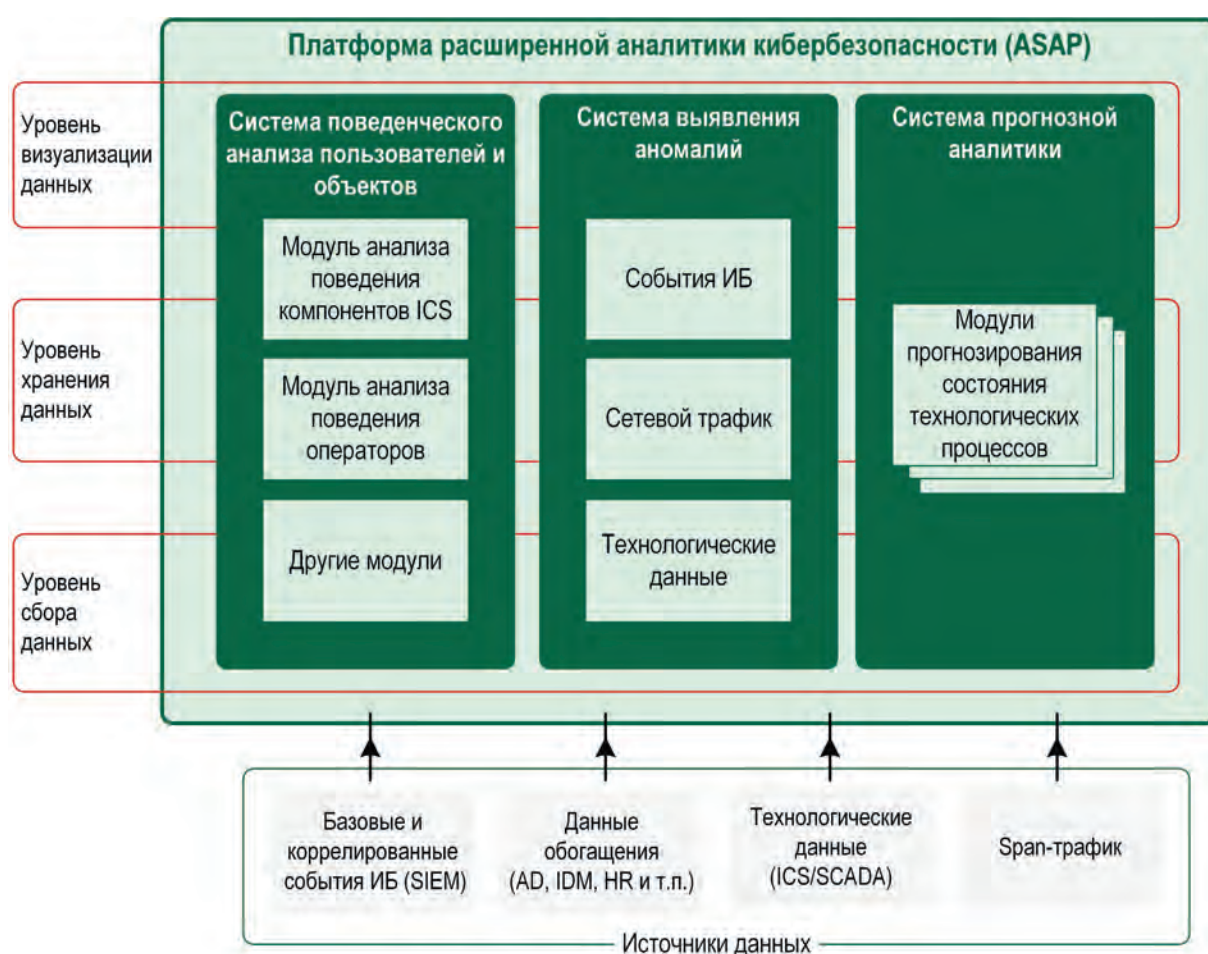 Платформа расширенной аналитики кибербезопасности (ASAP)
Уровень
визуализации
данных
Система поведенческого
анализа пользователей и
объектов
Модуль анализа
поведения
компонентов ICS
Модуль анализа
поведения
операторов
Другие модули
Система выявления
аномалий
События ИБ
Сетевой трафик
Технологические
данные
Система прогнозной
аналитики
Модули
прогнозирования
состояния
технологических
процессов
Уровень
хранения
данных
Уровень
сбора
данных
Базовые и
коррелированные
события ИБ (SIEM)
Данные
обогащения
(AD, IDM, HR и т.п.)
Технологические
данные
(ICS/SCADA)
Span-трафик
Источники данных